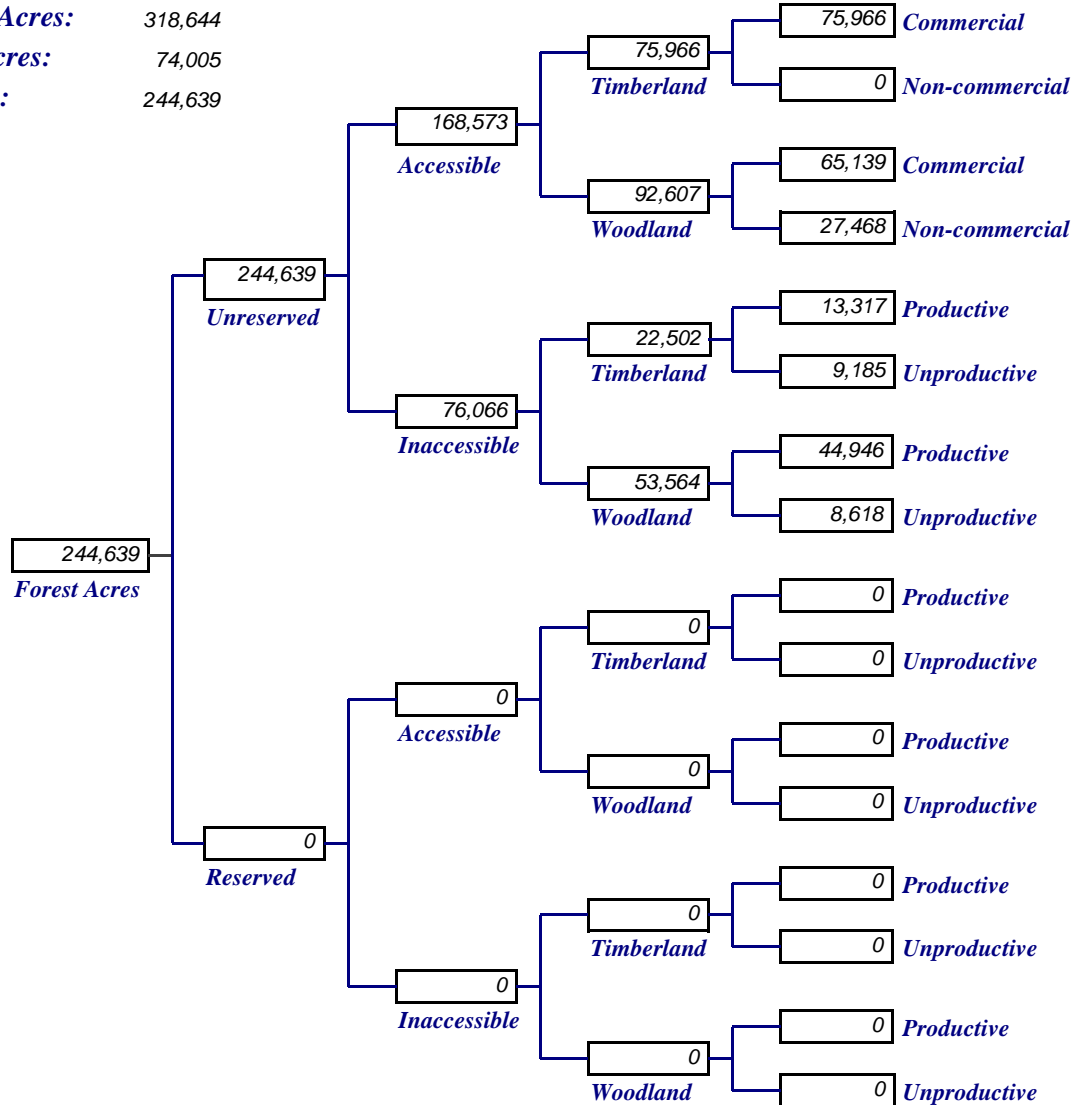 Acres: 318,644
cres: 74,005
: 244,639
75,966 Commercial
75,966
Timberland
0 Non-commercial
168,573
Accessible
65,139 Commercial
92,607
Woodland
27,468 Non-commercial
244,639
Unreserved
13,317 Productive
22,502
Timberland
9,185 Unproductive
76,066
Inaccessible
44,946 Productive
53,564
Woodland
8,618 Unproductive
244,639
Forest Acres
0 Productive
0
Timberland
0 Unproductive
0
Accessible
0 Productive
0
Woodland
0 Unproductive
0
Reserved
0 Productive
0
Timberland
0 Unproductive
0
Inaccessible
0 Productive
0
Woodland
0 Unproductive